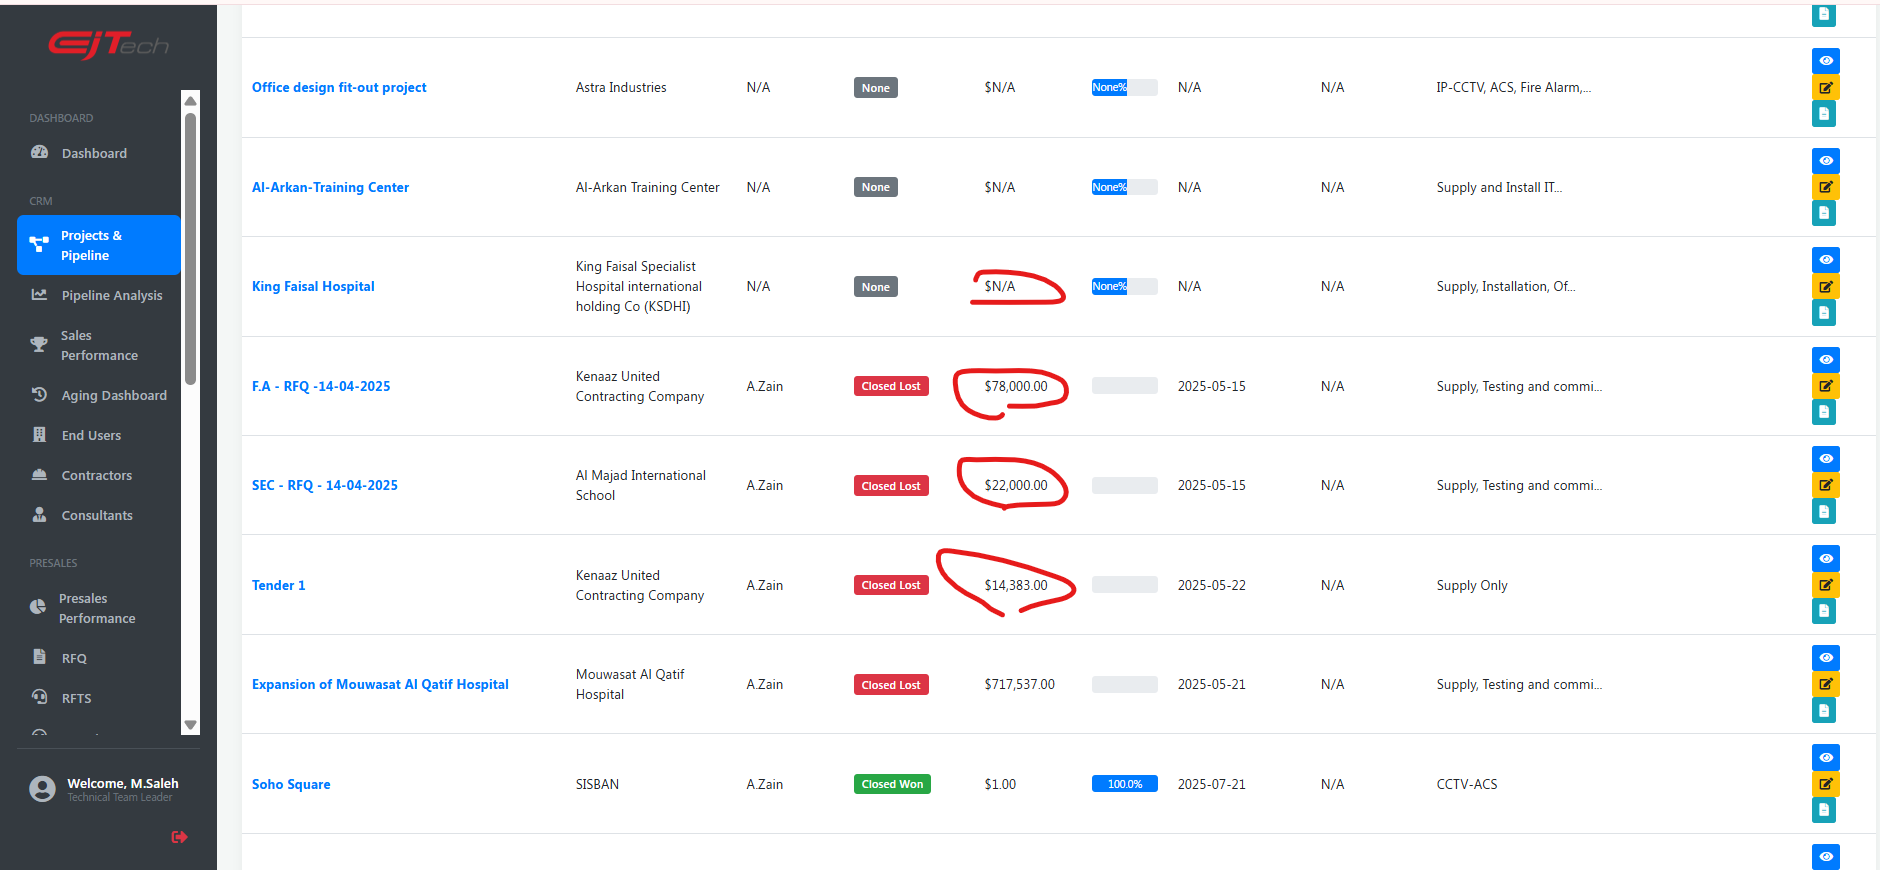 EJTech
DASHBOARD
Dashboard
CRM
Projects &
Pipeline
Pipeline Analysis
Sales
Performance
Aging Dashboard
End Users
Contractors
Consultants
PRESALES
Presales
Performance
RFQ
RFTS
Welcome, M.Saleh
Technical Team Leader
Office design fit-out project Astra Industries N/A None $N/A None% N/A N/A IP-CCTV, ACS, Fire Alarm,...
Al-Arkan-Training Center Al-Arkan Training Center N/A None $N/A None% N/A N/A Supply and Install IT...
King Faisal Specialist
King Faisal Hospital Hospital international N/A None $N/A None% N/A N/A Supply, Installation, Of...
holding Co (KSDHI)
F.A - RFQ -14-04-2025 Kenaaz United A.Zain Closed Lost $78,000.00 2025-05-15 N/A Supply, Testing and commi...
Contracting Company
SEC - RFQ - 14-04-2025 Al Majad International A.Zain Closed Lost $22,000.00 2025-05-15 N/A Supply, Testing and commi...
School
Tender 1 Kenaaz United A.Zain Closed Lost $14,383.00 2025-05-22 N/A Supply Only
Contracting Company
Expansion of Mouwasat Al Qatif Hospital Mouwasat Al Qatif A.Zain Closed Lost $717,537.00 2025-05-21 N/A Supply, Testing and commi...
Hospital
Soho Square SISBAN A.Zain Closed Won $1.00 100.0% 2025-07-21 N/A CCTV-ACS